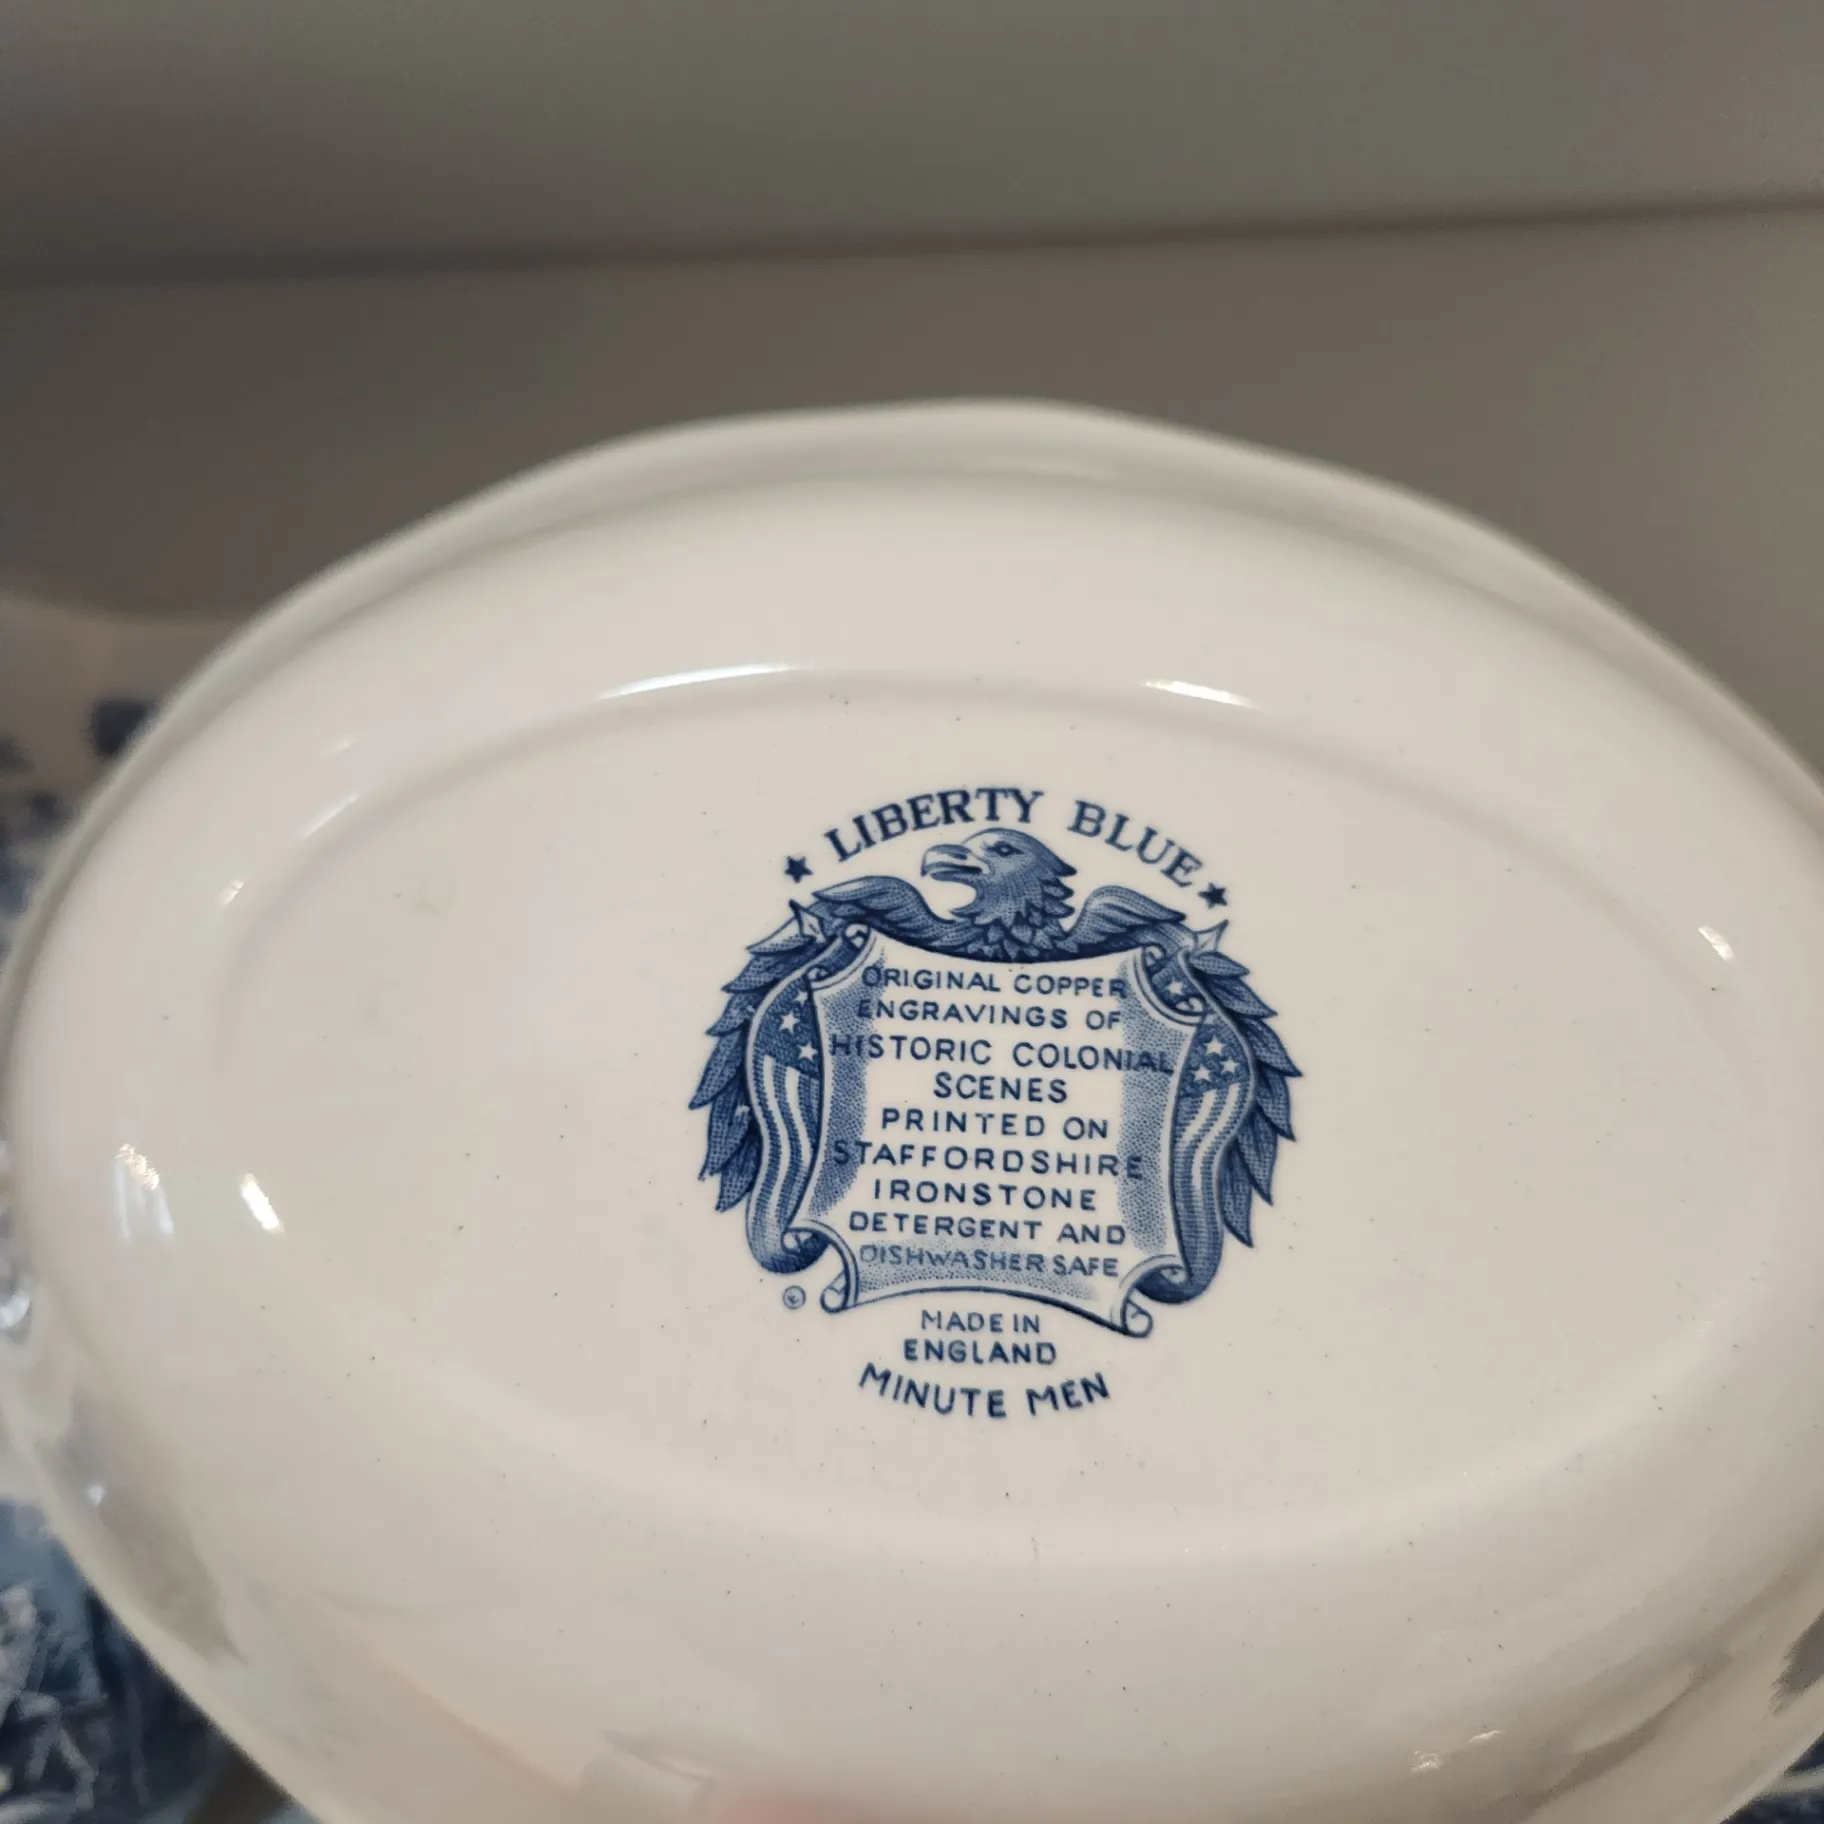 ★ LIBERTY BLUE ★
ORIGINAL COPPER
ENGRAVINGS OF
HISTORIC COLONIAL
SCENES
PRINTED ON
STAFFORDSHIRE
IRONSTONE
DETERGENT AND
DISHWASHER SAFE
MADE IN
ENGLAND
MINUTE MEN